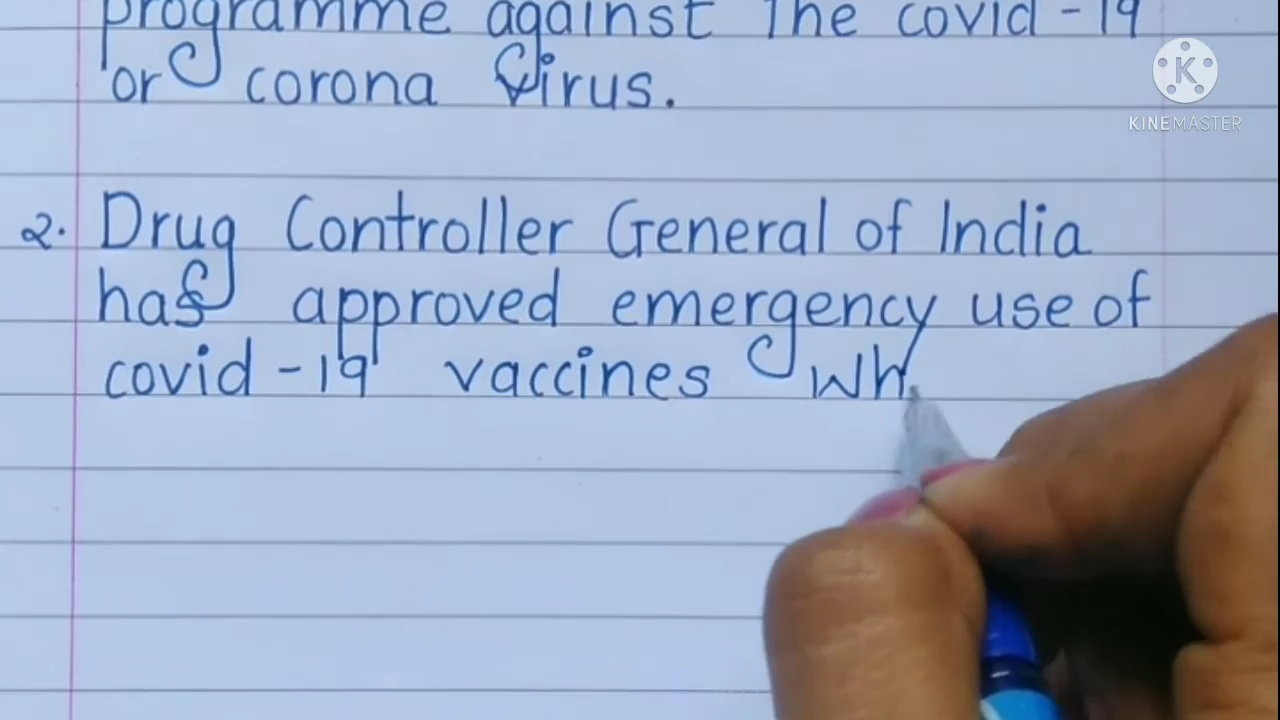 programme against the covid-19
or corona virus.
K
KINEMASTER
2. Drug Controller General of India
has approved emergency use of
covid-19 vaccines wh